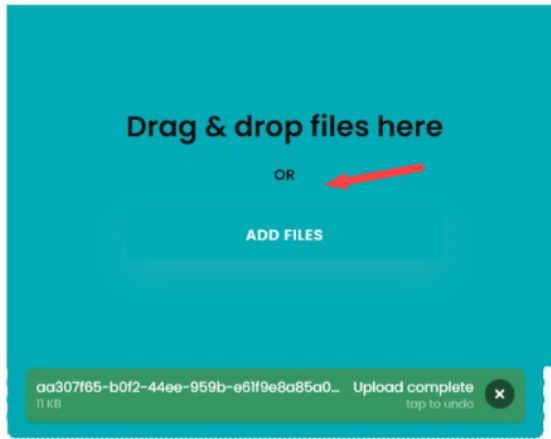 Drag & drop files here
OR
ADD FILES
aa307f65-b0f2-44ee-959b-e61f9e8a85a0... Upload complete
11 KB tap to undo